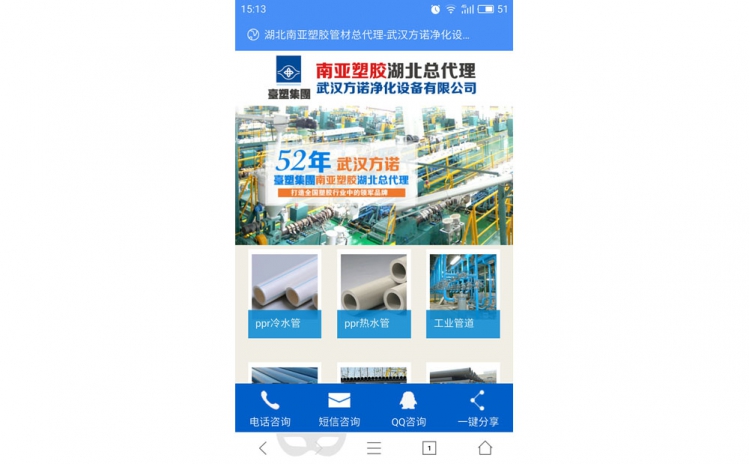 15:13
51
湖北南亚塑胶管材总代理-武汉方诺净化设...
臺塑集團
南亚塑胶湖北总代理
武汉方诺净化设备有限公司
52年 武汉方诺
臺塑集團南亚塑胶湖北总代理
打造全国塑胶行业中的领军品牌
ppr冷水管
ppr热水管
工业管道
电话咨询
短信咨询
QQ咨询
一键分享
1